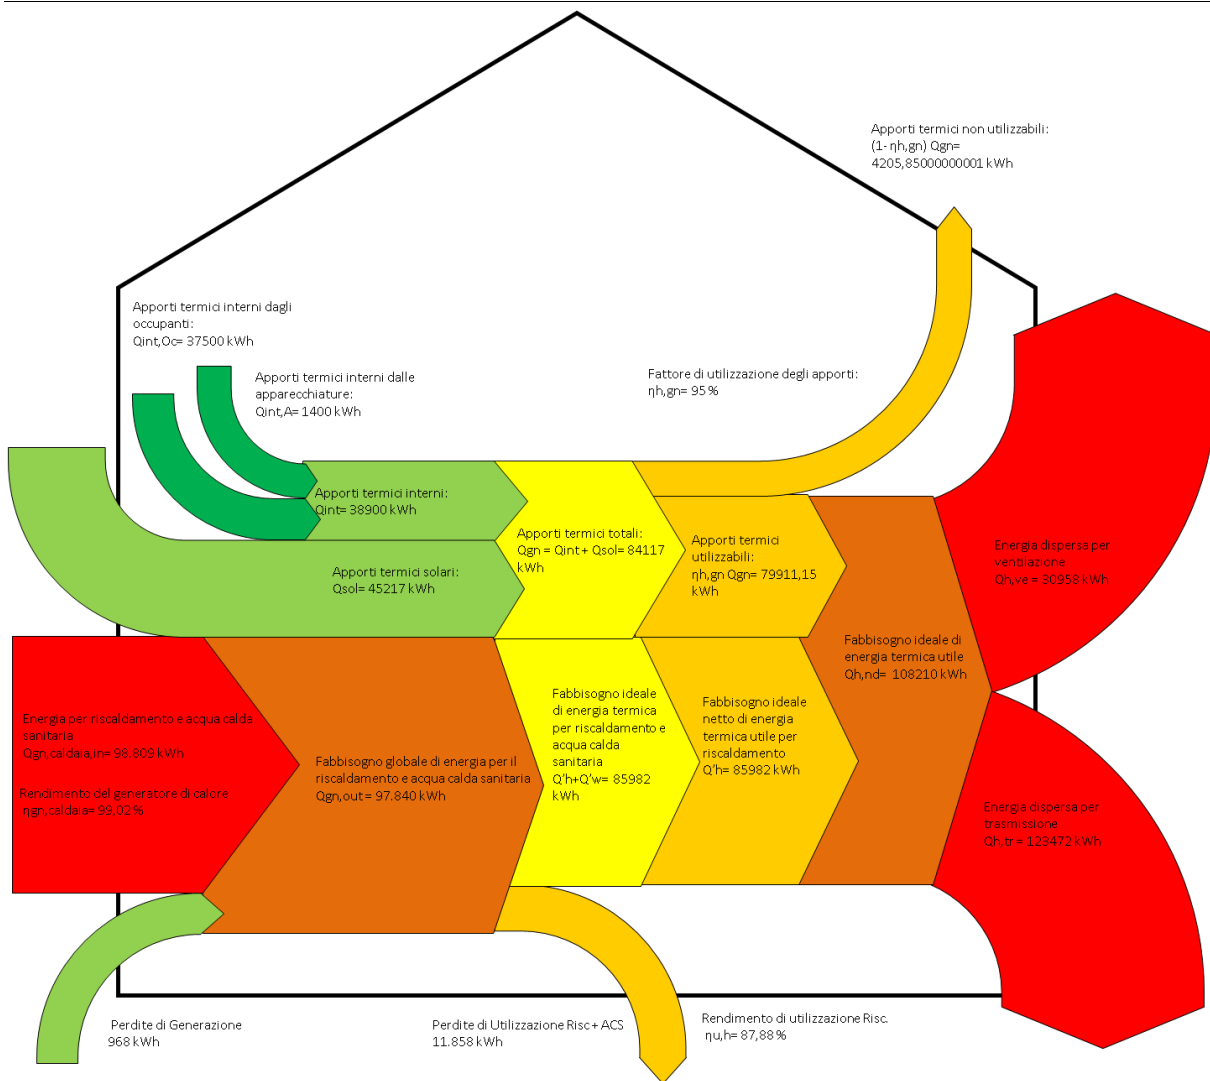 Apporti termici non utilizzabili:
(1- ηh,gn) Qgn=
4205,85000000001 kWh
Apporti termici interni dagli
occupanti:
Qint,Oc= 37500 kWh
Apporti termici interni dalle
apparecchiature:
Qint,A= 1400 kWh
Fattore di utilizzazione degli apporti:
ηh,gn= 95%
Apporti termici interni:
Qint= 38900 kWh
Apporti termici totali:
Qgn = Qint + Qsol= 84117
kWh
Apporti termici
utilizzabili:
ηh,gn Qgn= 79911,15
kWh
Energia dispersa per
ventilazione
Qh,ve = 30958 kWh
Apporti termici solari:
Qsol= 45217 kWh
Fabbisogno ideale di
energia termica utile
Qh,nd= 108210 kWh
Energia per riscaldamento e acqua calda
sanitaria
Qgn,caldaia,in= 98.809 kWh
Rendimento del generatore di calore
ηgn,caldaia= 99,02%
Fabbisogno globale di energia per il
riscaldamento e acqua calda sanitaria
Qgn,out = 97.840 kWh
Fabbisogno ideale
di energia termica
per riscaldamento e
acqua calda
sanitaria
Q'h+Q'w= 85982
kWh
Fabbisogno ideale
netto di energia
termica utile per
riscaldamento
Q'h= 85982 kWh
Energia dispersa per
trasmissione
Qh,tr= 123472 kWh
Perdite di Generazione
968 kWh
Perdite di Utilizzazione Risc + ACS
11.858 kWh
Rendimento di utilizzazione Risc.
ηu,h= 87,88%